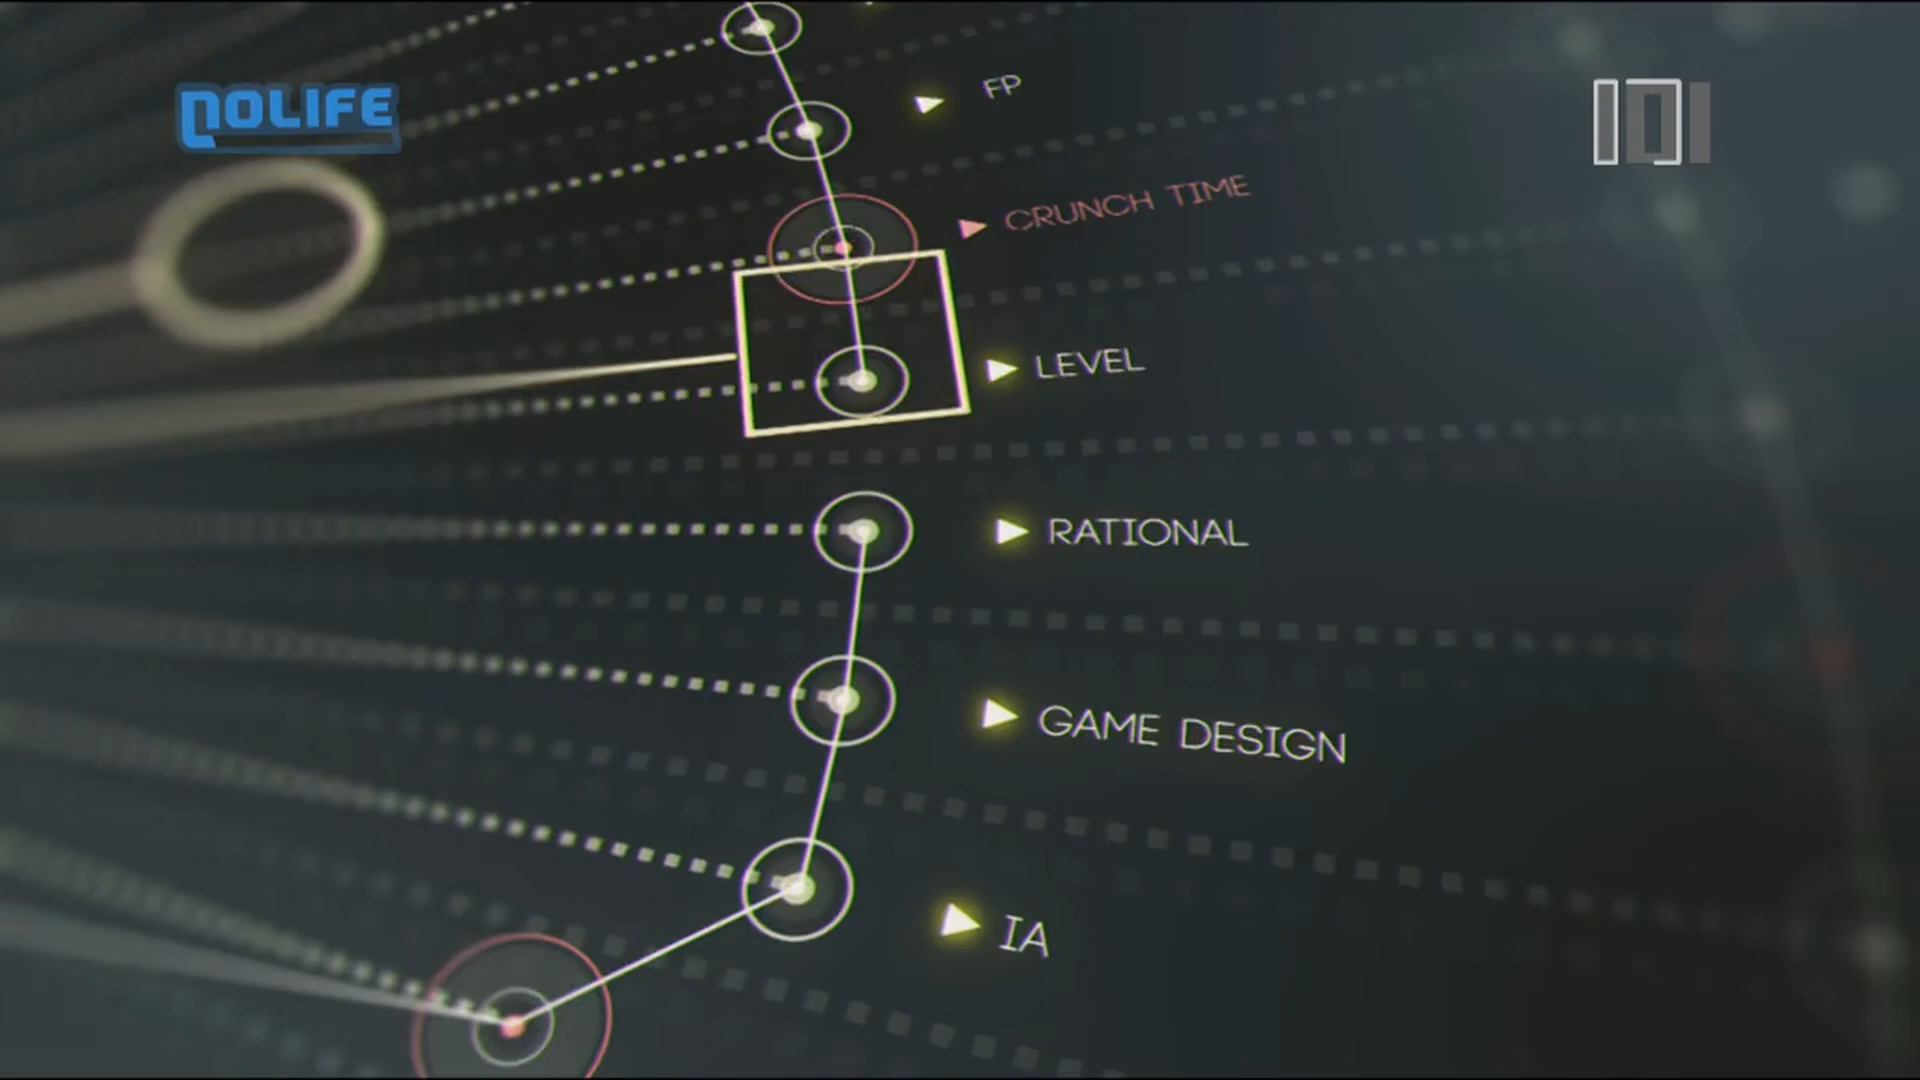 NOLIFE
FP
CRUNCH TIME
LEVEL
RATIONAL
GAME DESIGN
IA